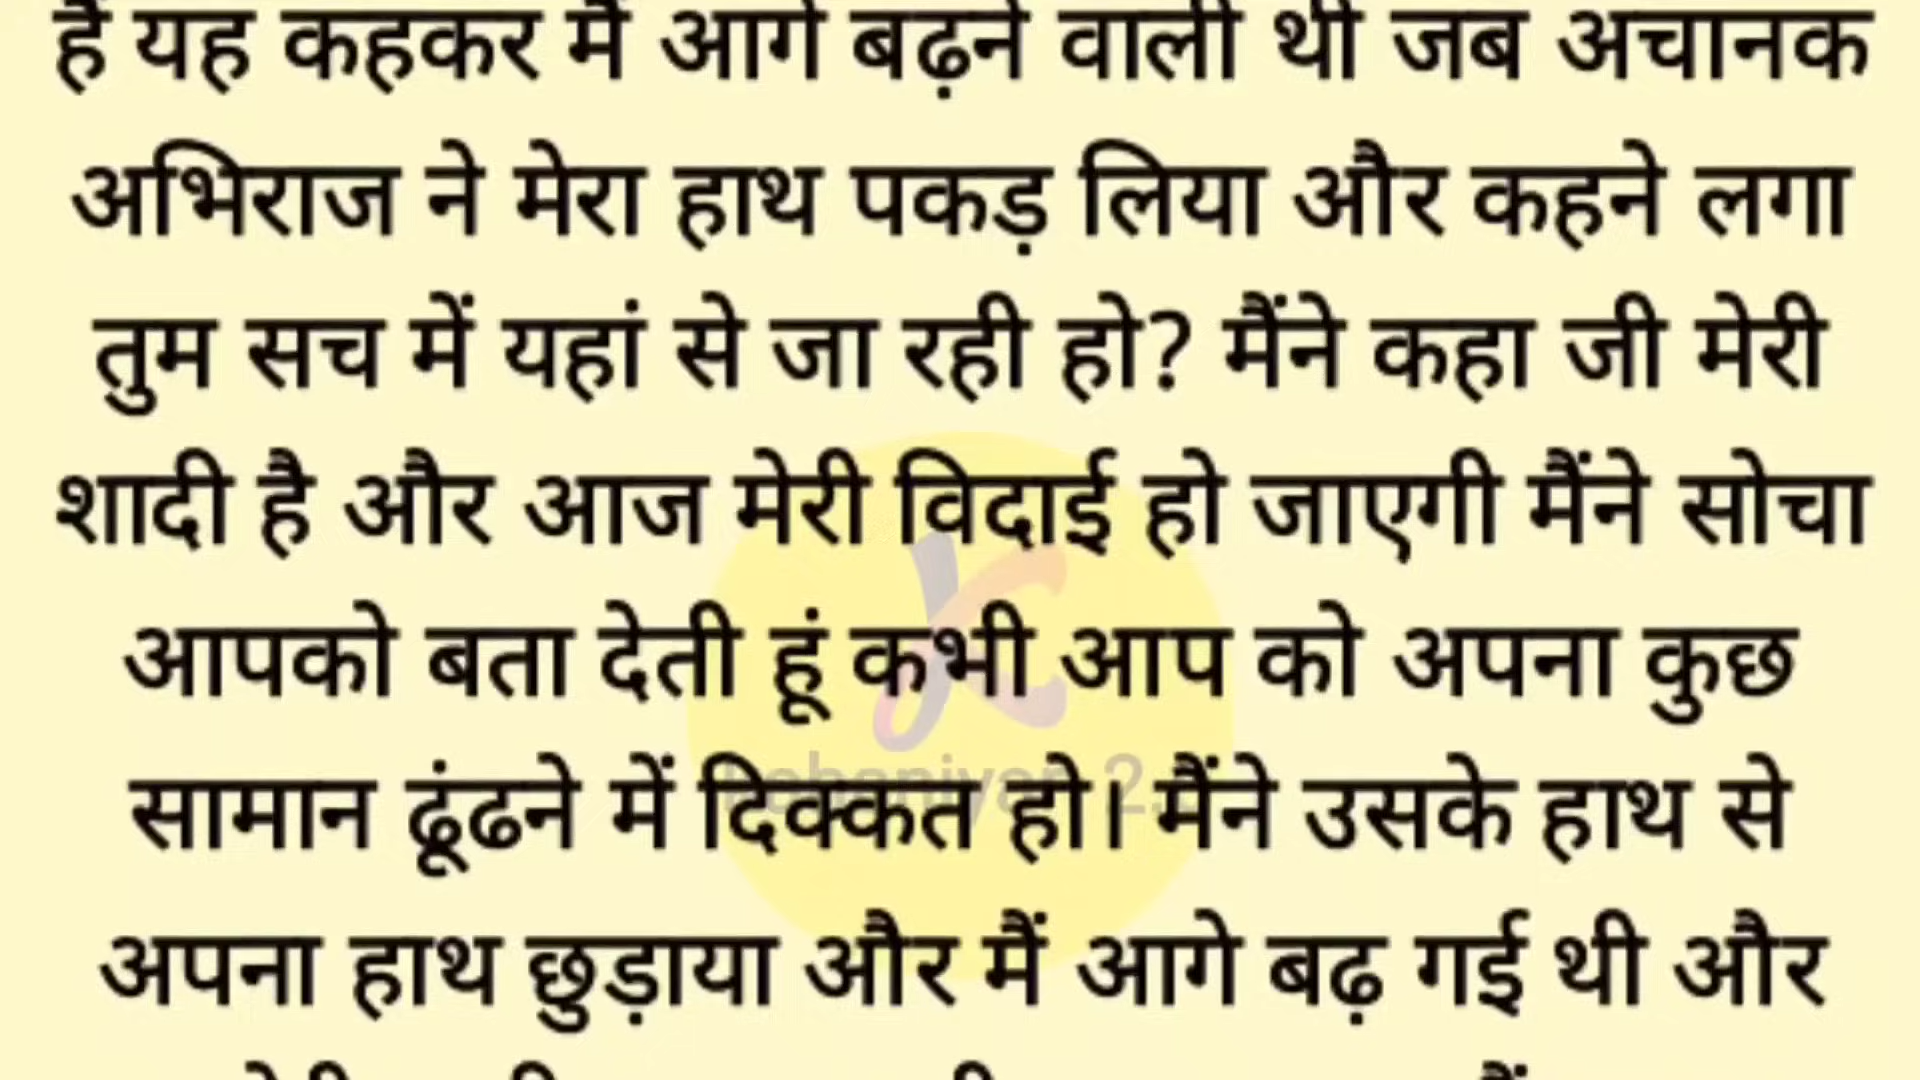 हैं यह कहकर मैं आगे बढ़ने वाली थी जब अचानक
अभिराज ने मेरा हाथ पकड़ लिया और कहने लगा
तुम सच में यहां से जा रही हो? मैंने कहा जी मेरी
शादी है और आज मेरी विदाई हो जाएगी मैंने सोचा
आपको बता देती हूं कभी आप को अपना कुछ
सामान ढूंढने में दिक्कत हो। मैंने उसके हाथ से
अपना हाथ छुड़ाया और मैं आगे बढ़ गई थी और